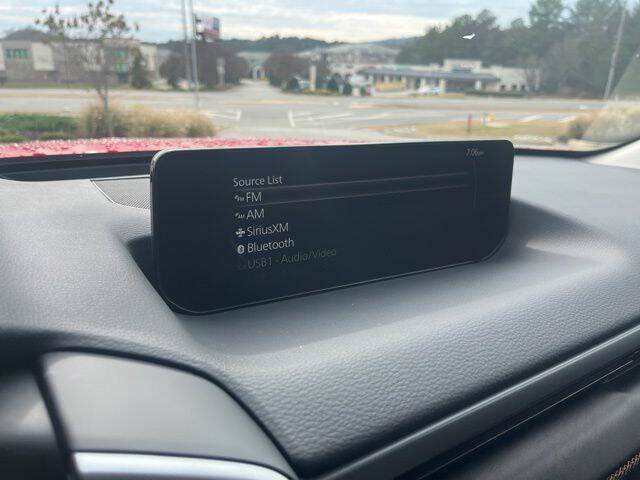 7:06
Source List
FM
AM
SiriusXM
Bluetooth
USB1 - Audio/Video